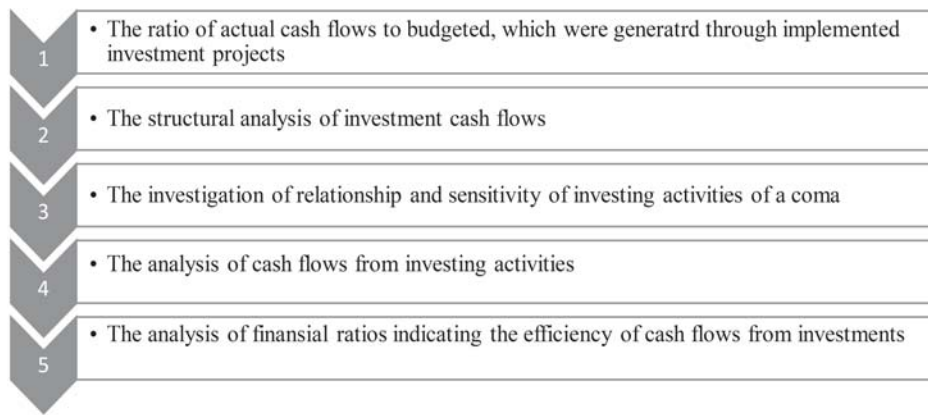 1
• The ratio of actual cash flows to budgeted, which were generatrd through implemented
investment projects
2
• The structural analysis of investment cash flows
3
• The investigation of relationship and sensitivity of investing activities of a coma
4
• The analysis of cash flows from investing activities
5
• The analysis of finansial ratios indicating the efficiency of cash flows from investments